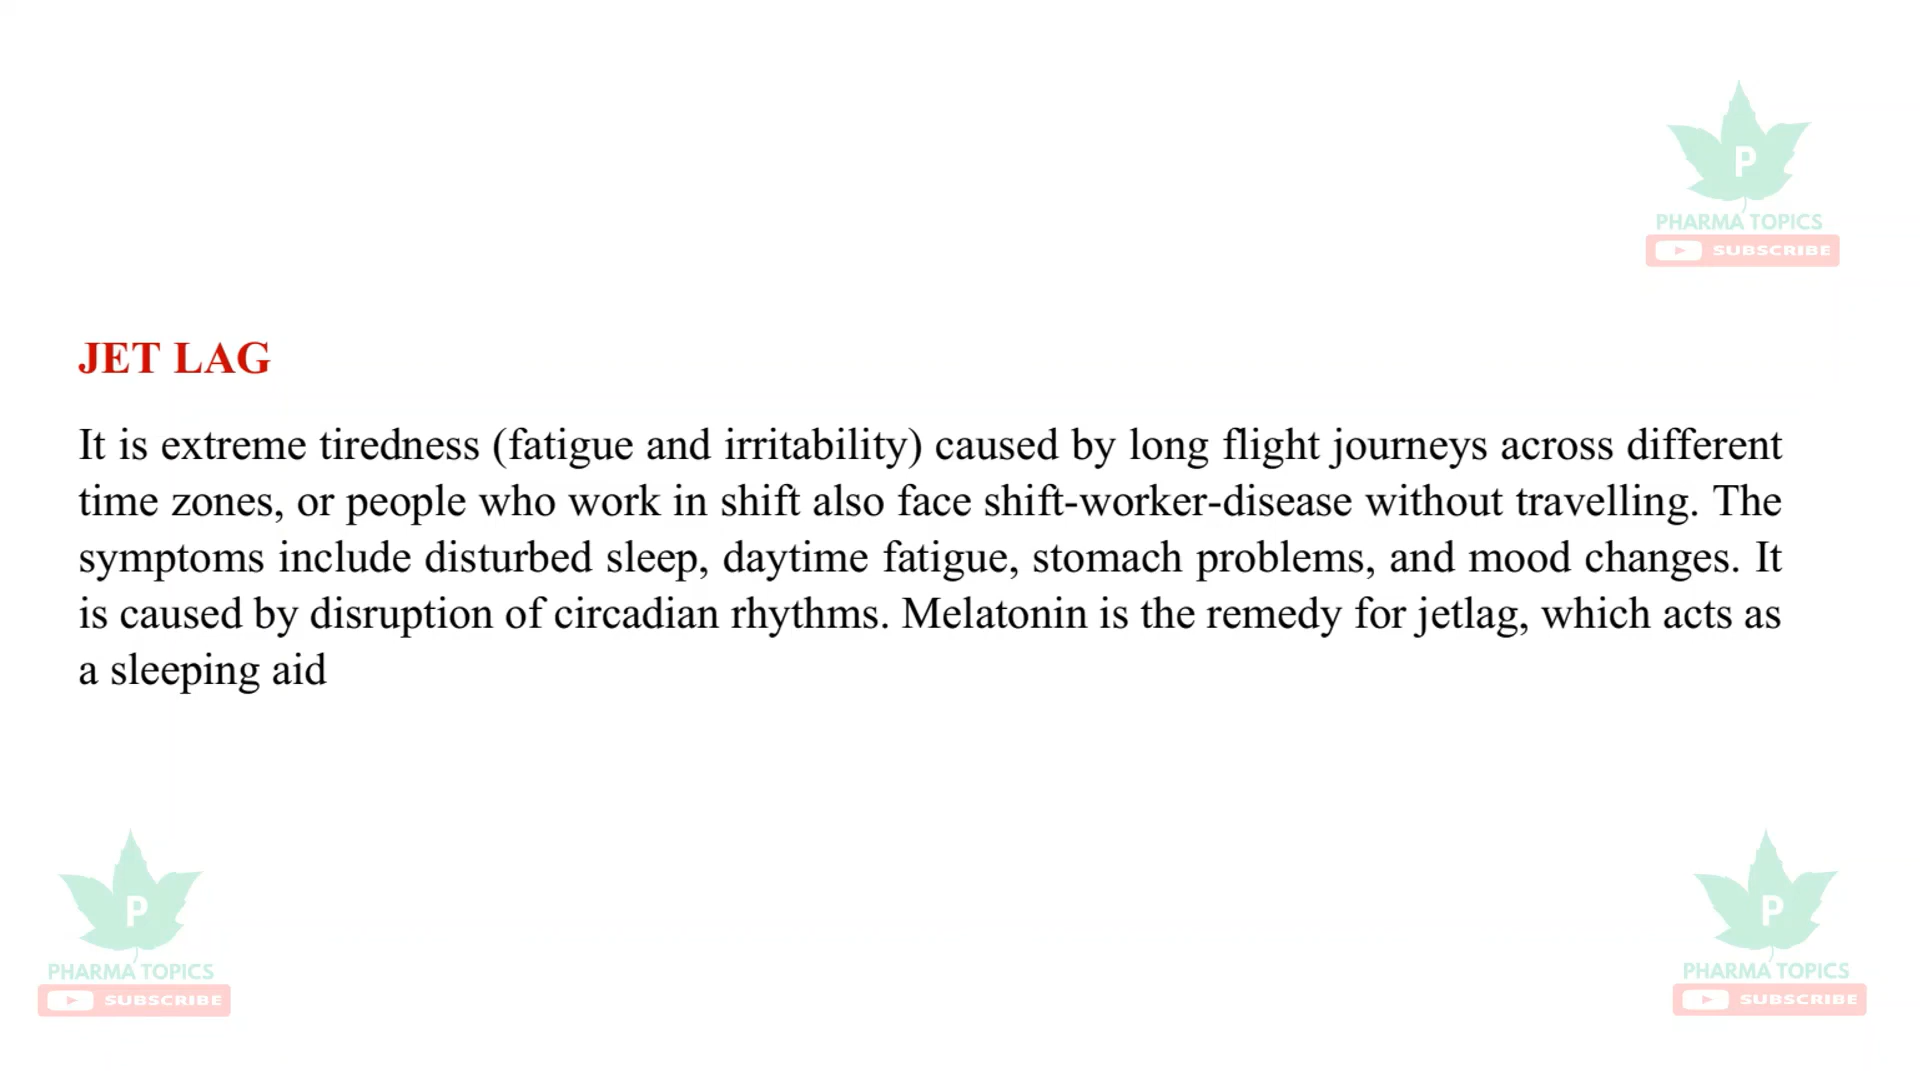 P
PHARMA TOPICS
SUBSCRIBE
JET LAG
It is extreme tiredness (fatigue and irritability) caused by long flight journeys across different
time zones, or people who work in shift also face shift-worker-disease without travelling. The
symptoms include disturbed sleep, daytime fatigue, stomach problems, and mood changes. It
is caused by disruption of circadian rhythms. Melatonin is the remedy for jetlag, which acts as
a sleeping aid
P
PHARMA TOPICS
SUBSCRIBE
P
PHARMA TOPICS
SUBSCRIBE